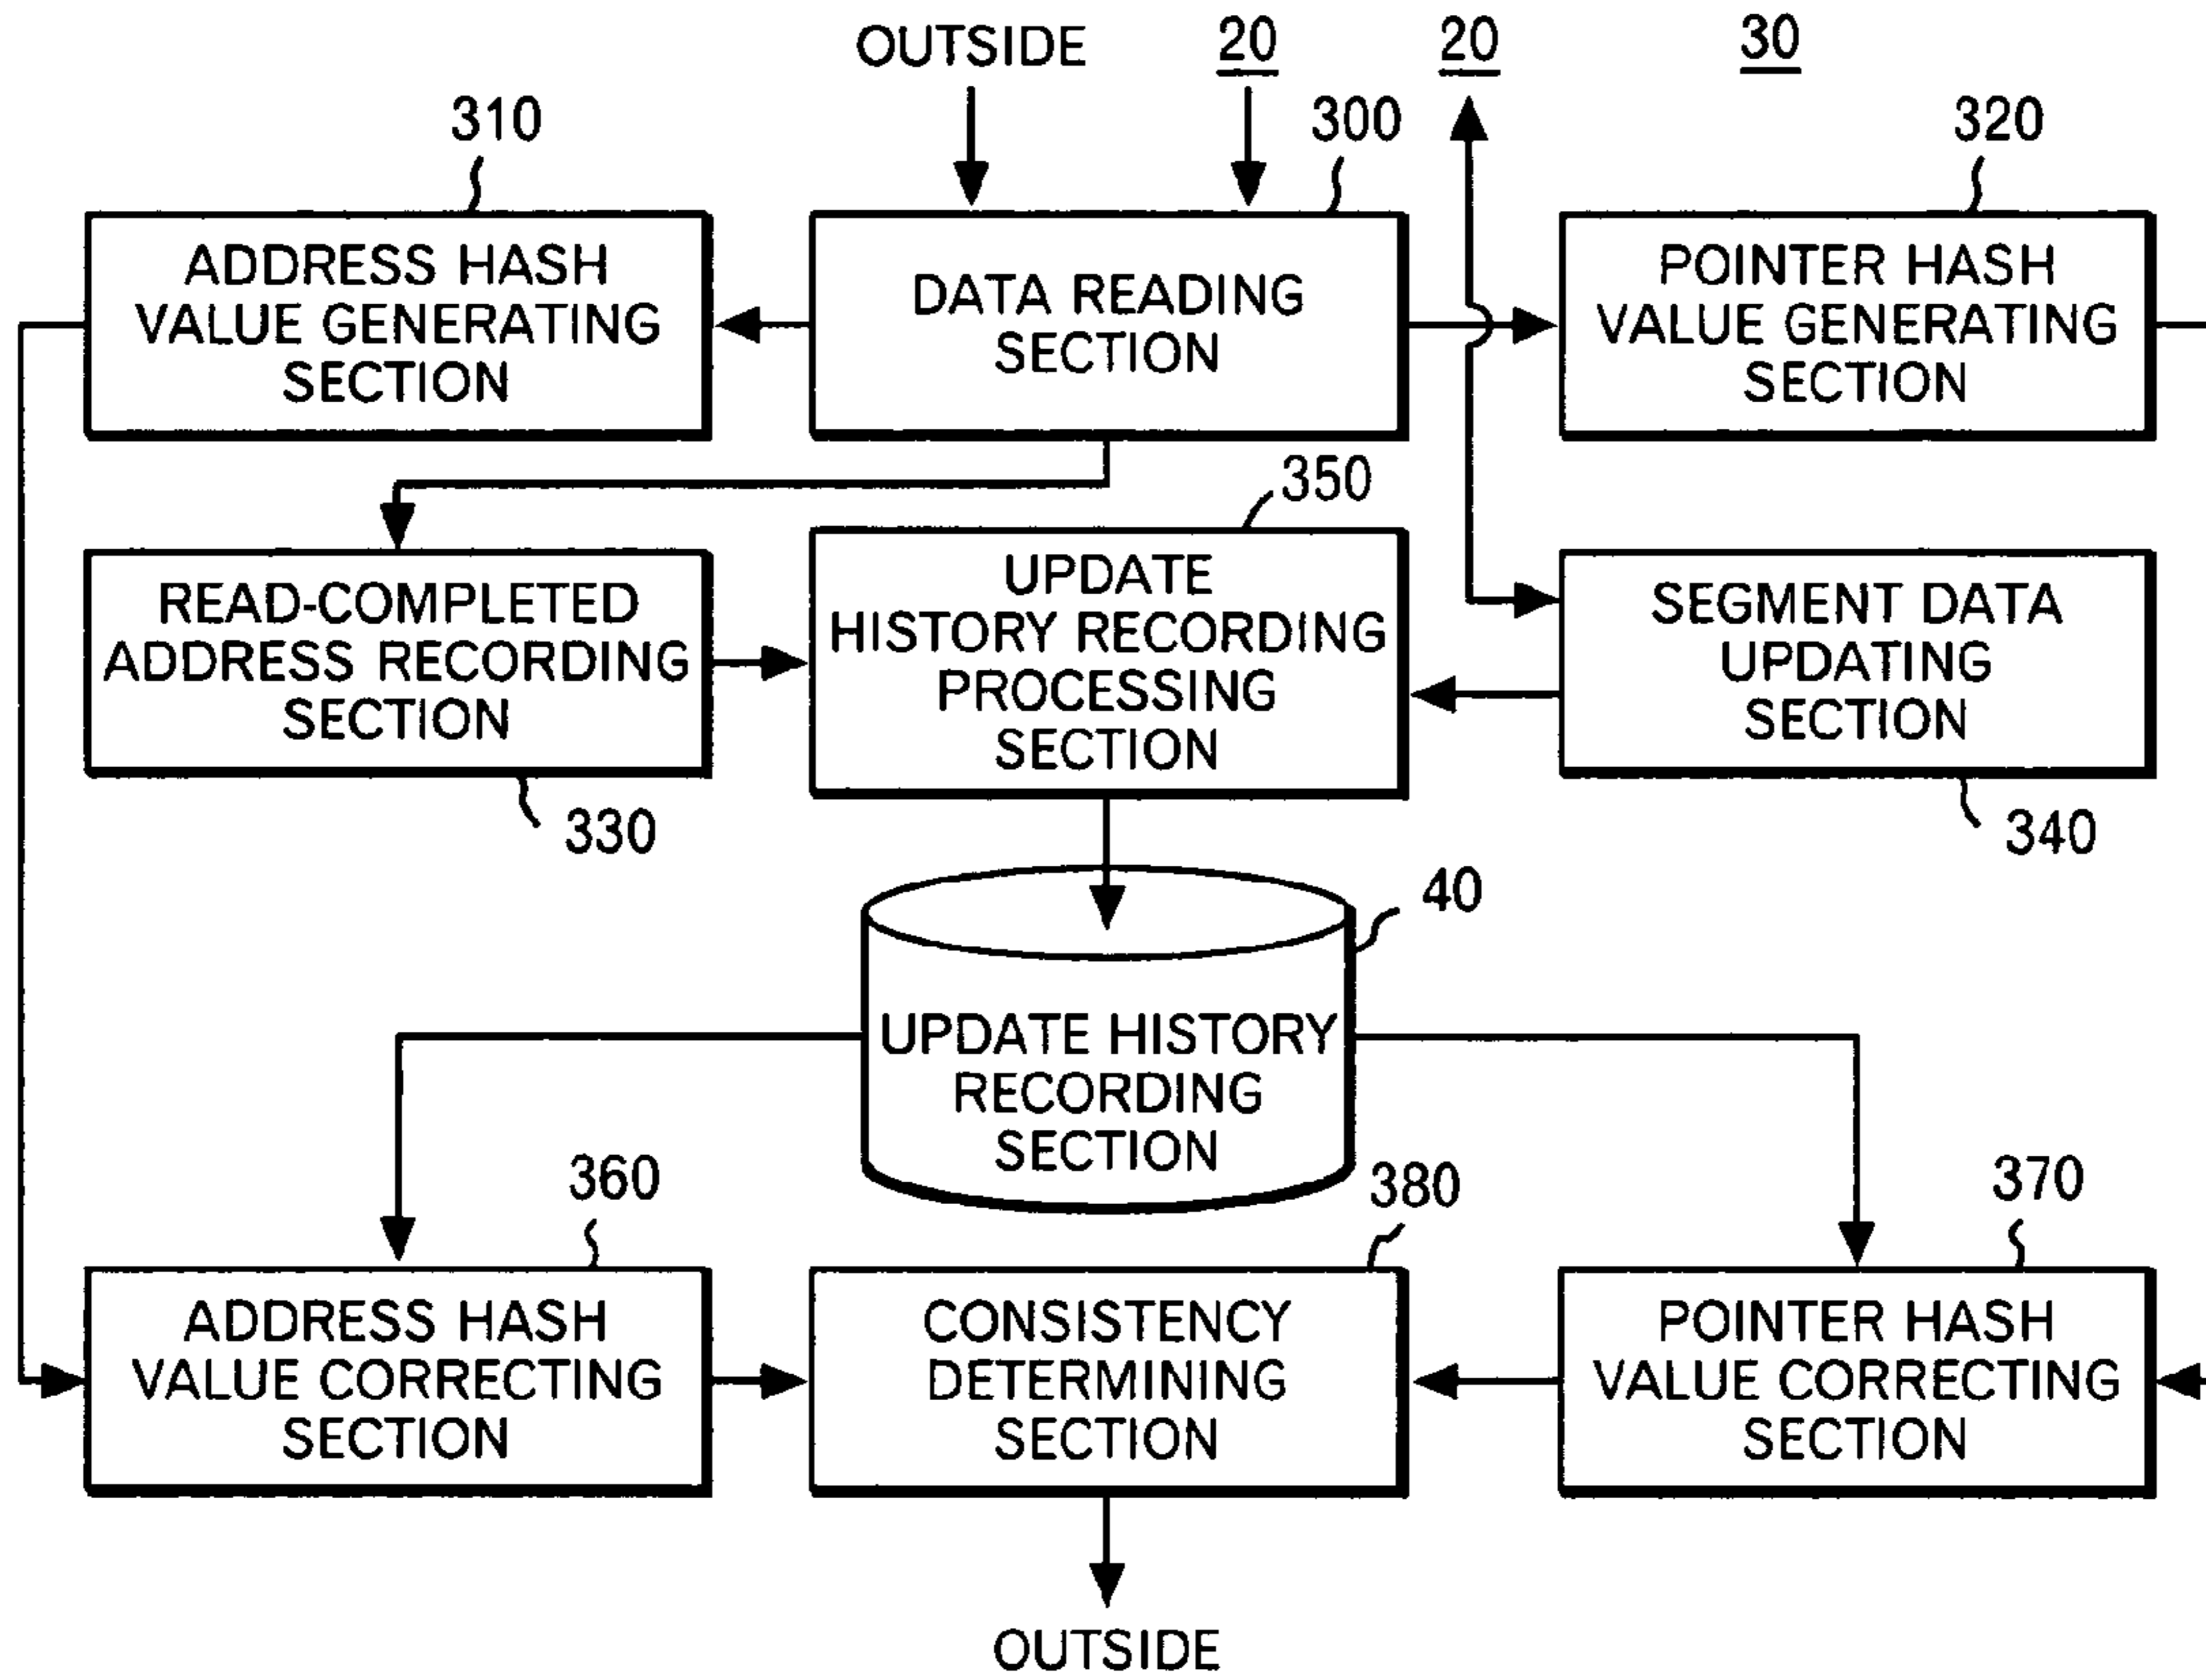 OUTSIDE 20 20 30
310 300 320
ADDRESS HASH
VALUE GENERATING
SECTION
DATA READING
SECTION
POINTER HASH
VALUE GENERATING
SECTION
350
READ-COMPLETED
ADDRESS RECORDING
SECTION
UPDATE
HISTORY RECORDING
PROCESSING
SECTION
SEGMENT DATA
UPDATING
SECTION
330
340
40
UPDATE HISTORY
RECORDING
SECTION
360 380 370
ADDRESS HASH
VALUE CORRECTING
SECTION
CONSISTENCY
DETERMINING
SECTION
POINTER HASH
VALUE CORRECTING
SECTION
OUTSIDE